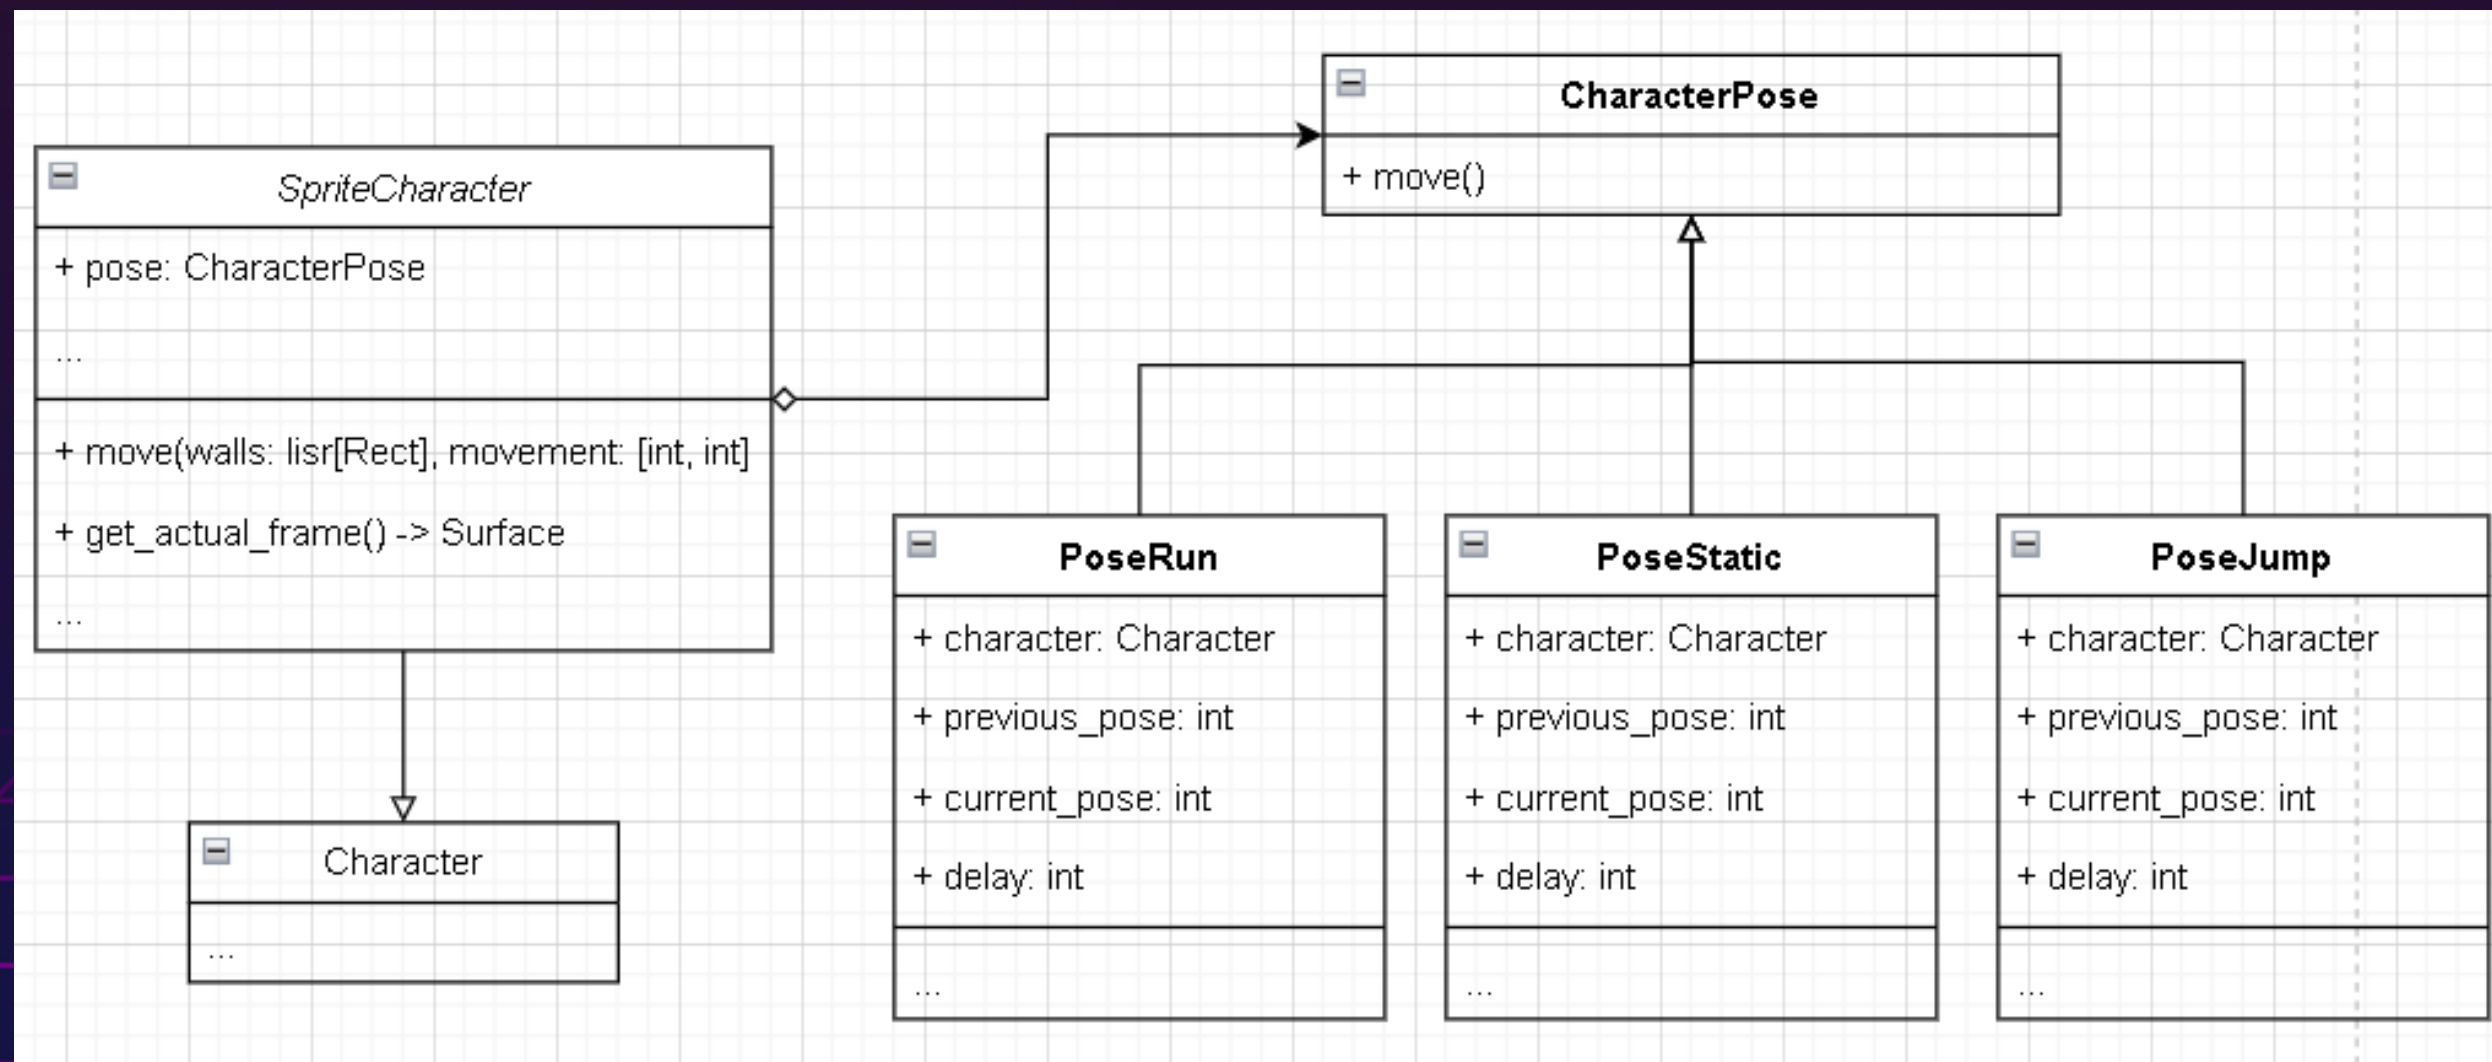 SpriteCharacter
+ pose: CharacterPose
...
+ move(walls: lisr[Rect], movement: [int, int]
+ get_actual_frame() -> Surface
...
Character
...
CharacterPose
+ move()
PoseRun
+ character: Character
+ previous_pose: int
+ current_pose: int
+ delay: int
...
PoseStatic
+ character: Character
+ previous_pose: int
+ current_pose: int
+ delay: int
...
PoseJump
+ character: Character
+ previous_pose: int
+ current_pose: int
+ delay: int
...